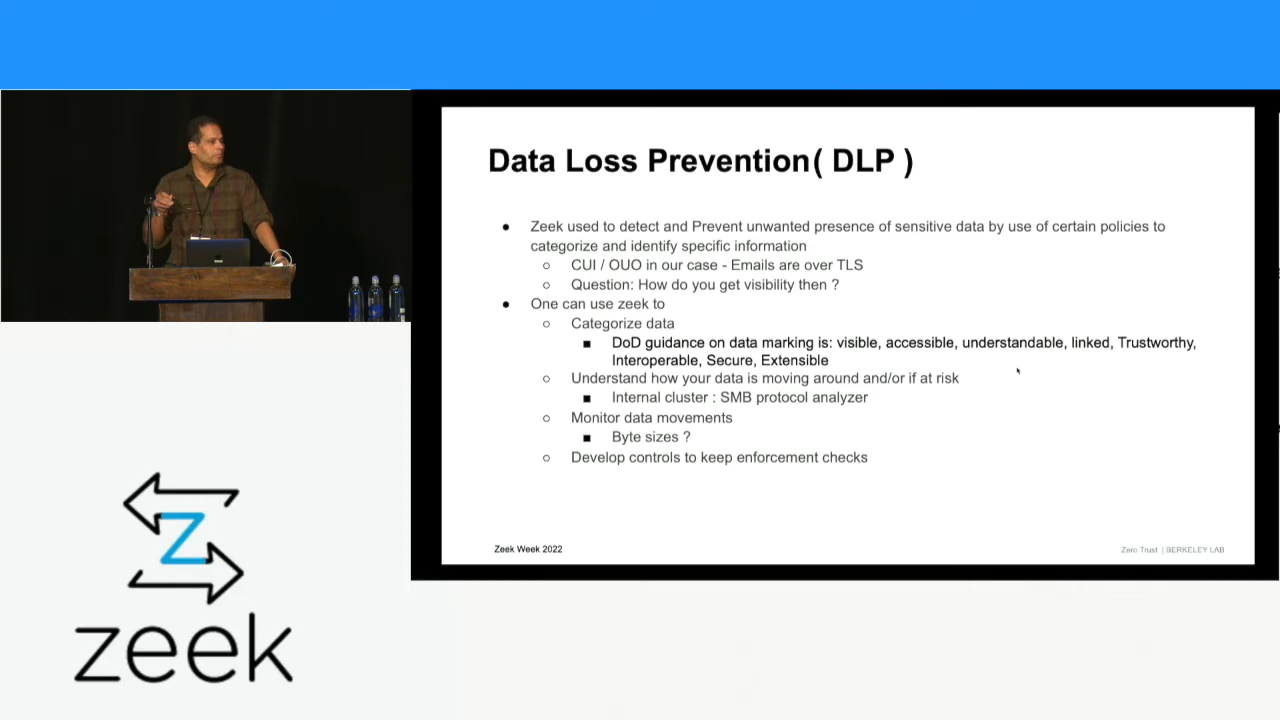 Data Loss Prevention( DLP )
● Zeek used to detect and Prevent unwanted presence of sensitive data by use of certain policies to
categorize and identify specific information
○ CUI / OUO in our case - Emails are over TLS
○ Question: How do you get visibility then ?
● One can use zeek to
○ Categorize data
■ DoD guidance on data marking is: visible, accessible, understandable, linked, Trustworthy,
Interoperable, Secure, Extensible
○ Understand how your data is moving around and/or if at risk
■ Internal cluster : SMB protocol analyzer
○ Monitor data movements
■ Byte sizes ?
○ Develop controls to keep enforcement checks
Zeek Week 2022
Zero Trust | BERKELEY LAB
z
zeek